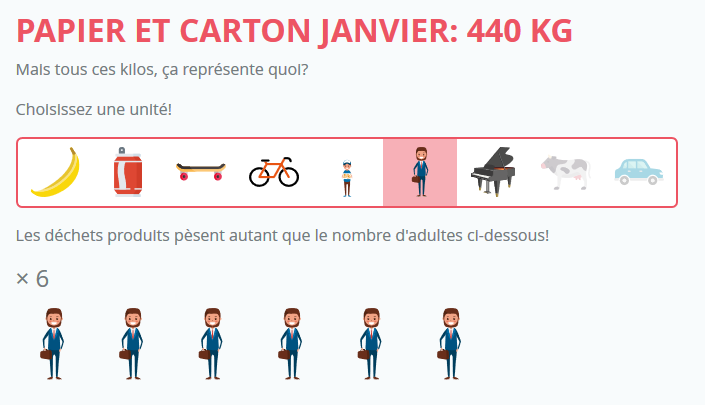 PAPIER ET CARTON JANVIER: 440 KG
Mais tous ces kilos, ça représente quoi?
Choisissez une unité!
Les déchets produits pèsent autant que le nombre d'adultes ci-dessous!
× 6